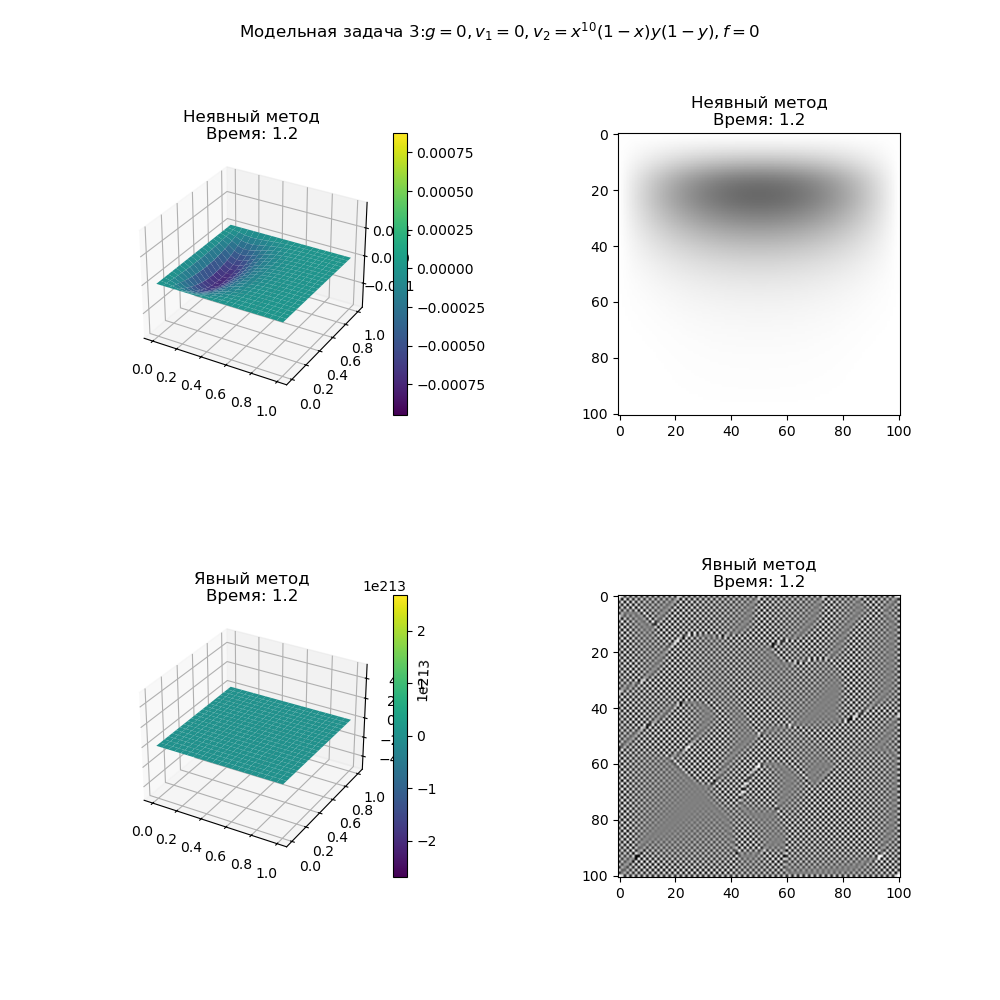 Модельная задача 3:g = 0, v₁ = 0, v₂ = x¹⁰(1 − x)y(1 − y), f = 0
Неявный метод
Время: 1.2
0.00075
0.00050
0.00025
0.00000
−0.00025
−0.00050
−0.00075
0.0 0.2 0.4 0.6 0.8 1.0
0.0 0.2 0.4 0.6 0.8 1.0
Неявный метод
Время: 1.2
0
20
40
60
80
100
0 20 40 60 80 100
Явный метод
Время: 1.2
1e213
2
1
0
−1
−2
1e213
0.0 0.2 0.4 0.6 0.8 1.0
0.0 0.2 0.4 0.6 0.8 1.0
Явный метод
Время: 1.2
0
20
40
60
80
100
0 20 40 60 80 100